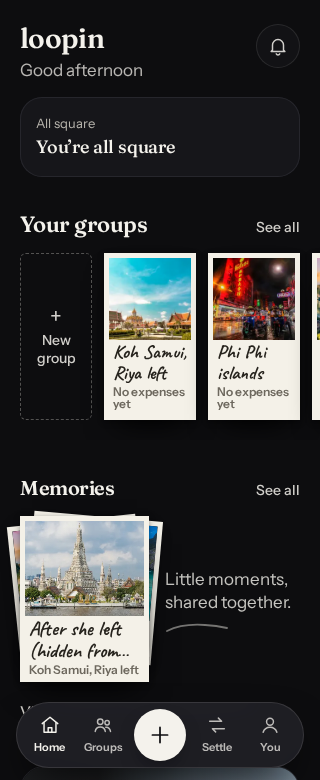 loopin
Good afternoon
All square
You're all square
Your groups
See all
+
New
group
Koh Samui,
Riya left
No expenses
yet
Phi Phi
islands
No expenses
yet
Memories
See all
Little moments,
shared together.
After she left
(hidden from...
Koh Samui, Riya left
Home
Groups
+
Settle
You